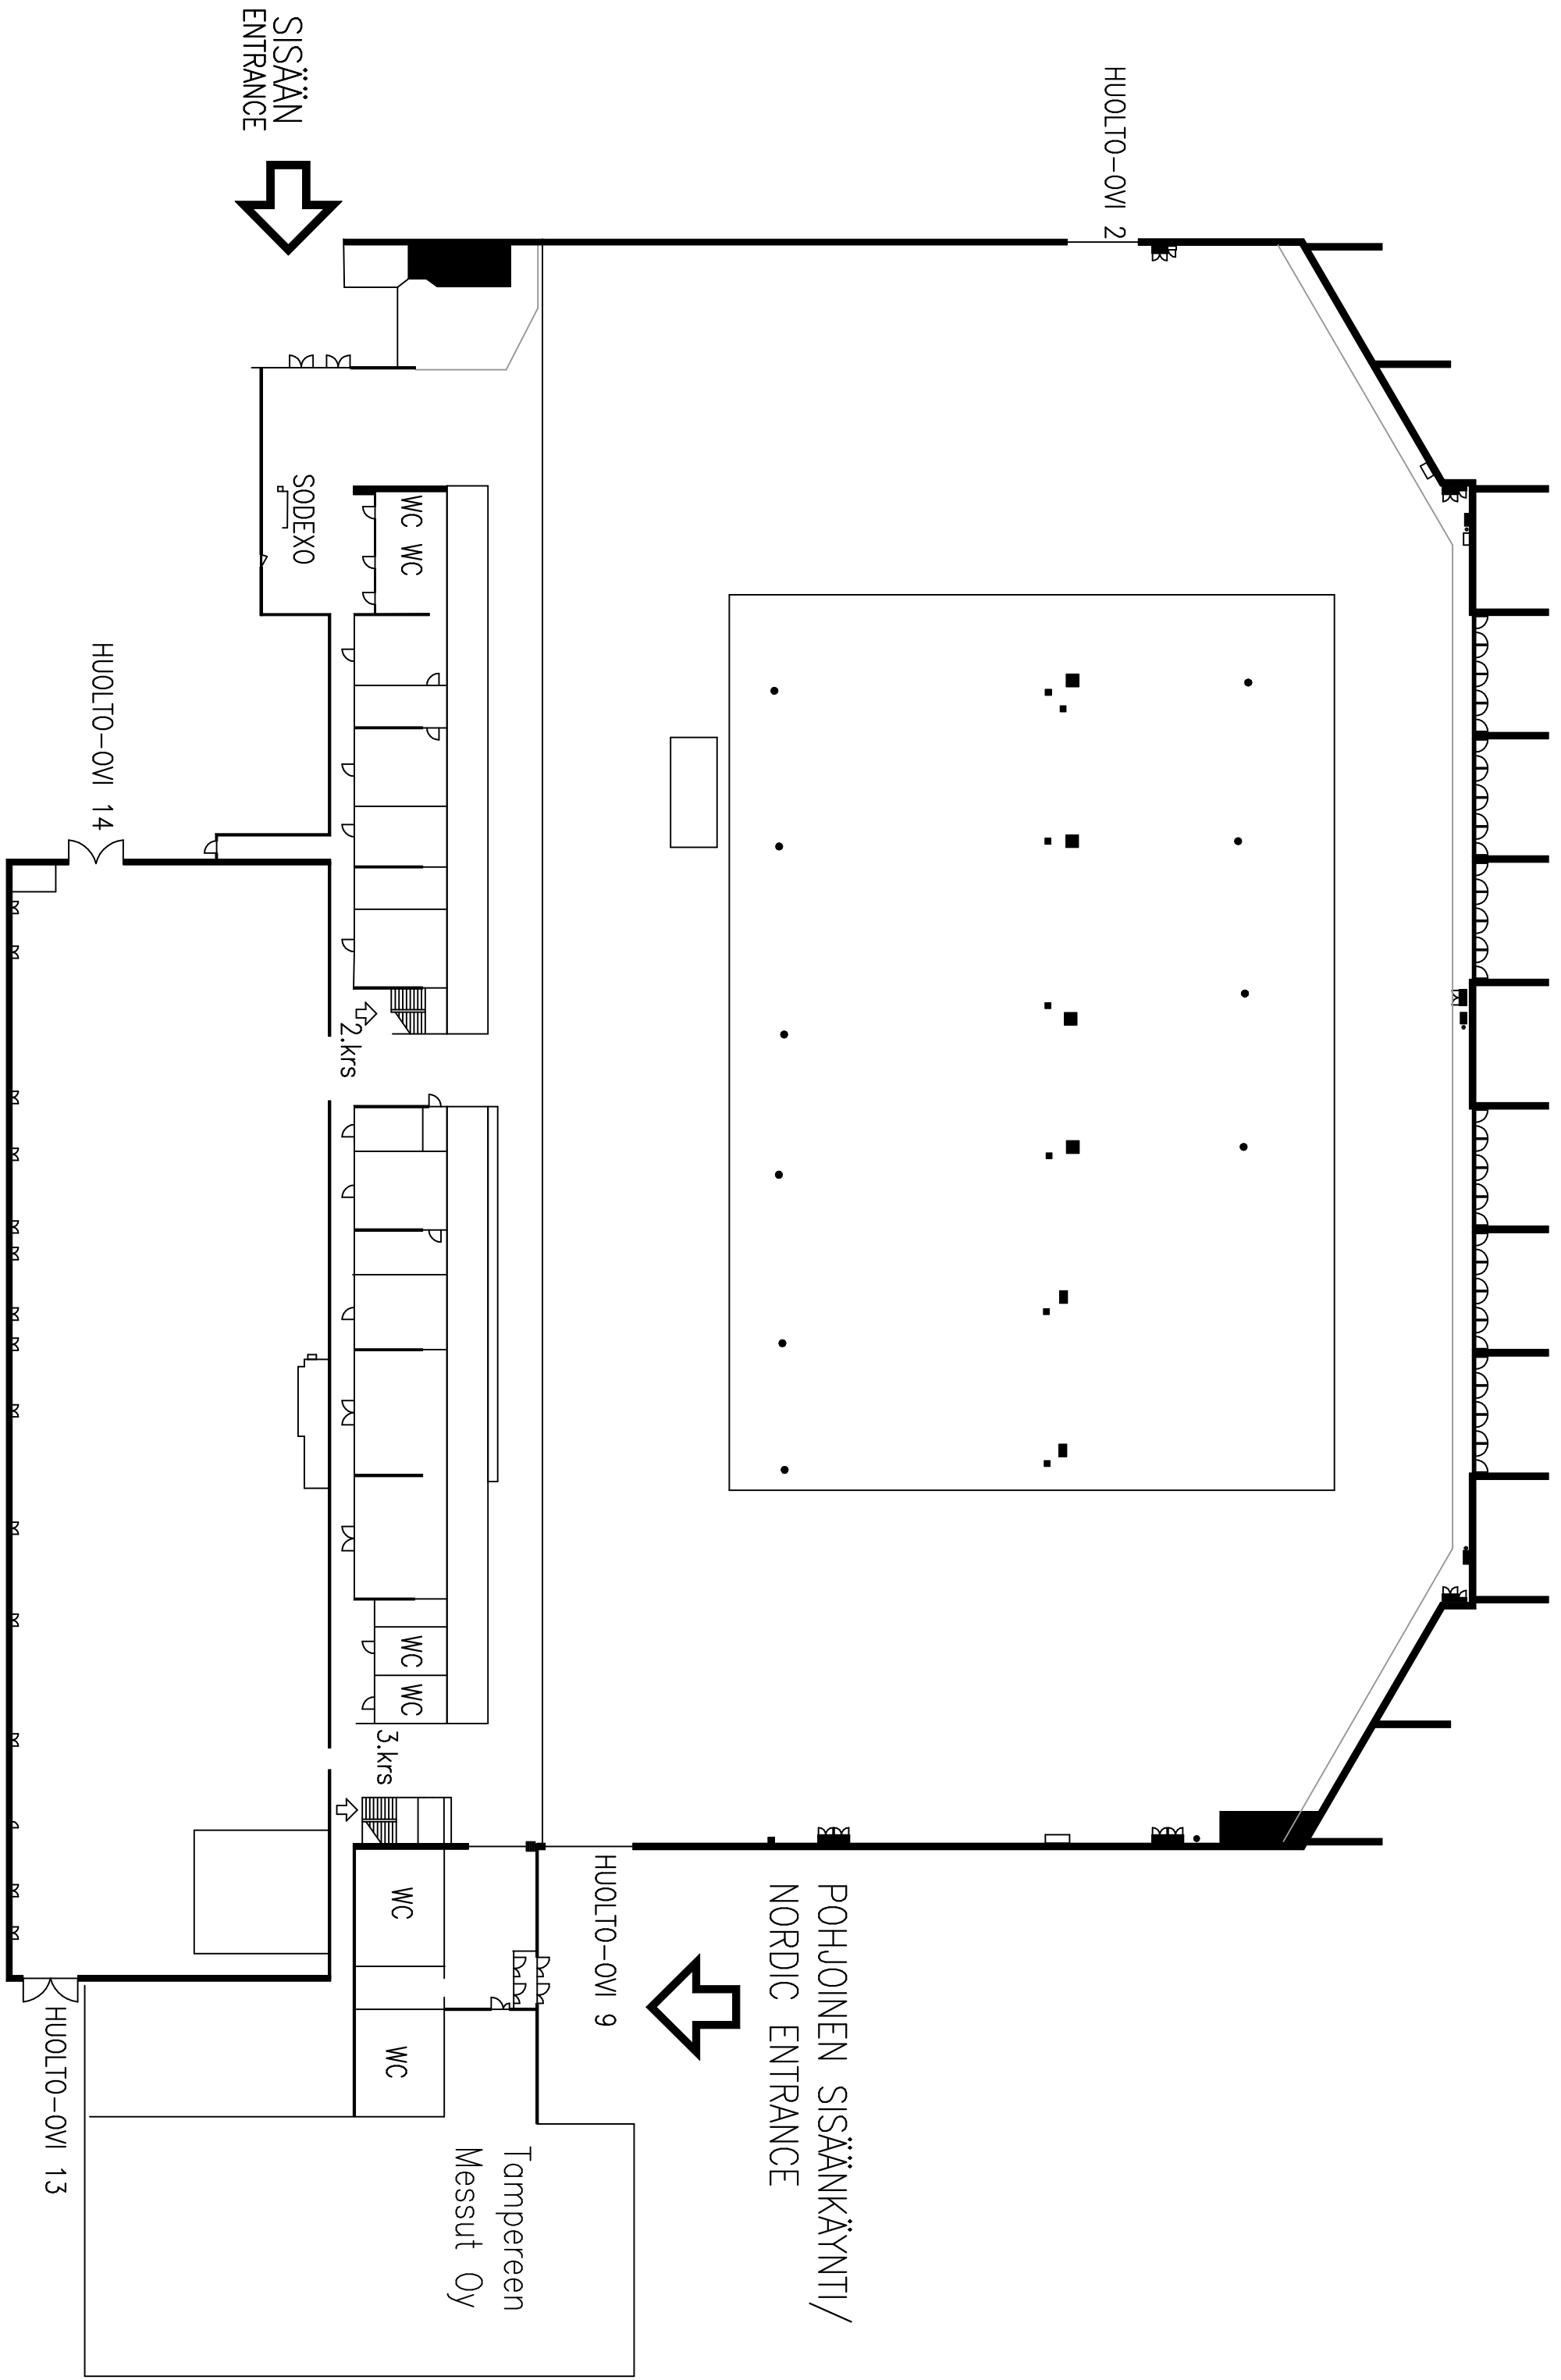 SISÄÄN
ENTRANCE
HUOLTO-OVI 2
SODEXO
WC WC
HUOLTO-OVI 14
2.krs
WC WC
3.krs
WC
WC
HUOLTO-OVI 9
POHJOINEN SISÄÄNKÄYNTI/
NORDIC ENTRANCE
HUOLTO-OVI 13
Tampereen
Messut Oy